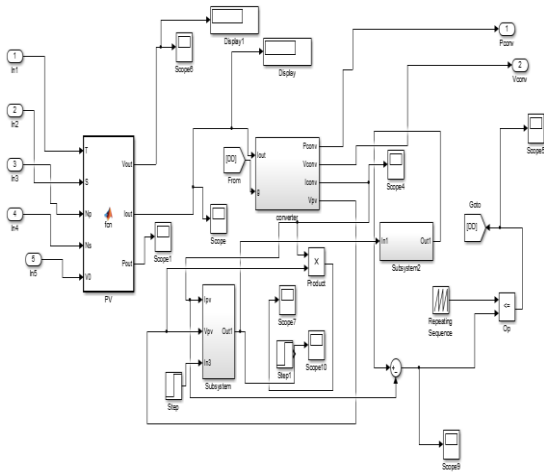 1
In1
2
In2
3
In3
4
In4
5
In5
T
S
Np
Ns
V0
fcn
Vout
Iout
Pout
PV
Display1
Scope6
Display
Scope1
Scope
[DD]
From
Iout
g
Pconv
Vconv
Iconv
Vpv
converter
1
Pconv
2
Vconv
Scope4
Scope5
Goto
[DD]
In1
Out1
Subsystem2
X
Product
Scope7
Ipv
Vpv
In3
Out1
Subsystem
Step
Step1
Scope10
Repeating
Sequence
<=
Op
+
−
Scope9